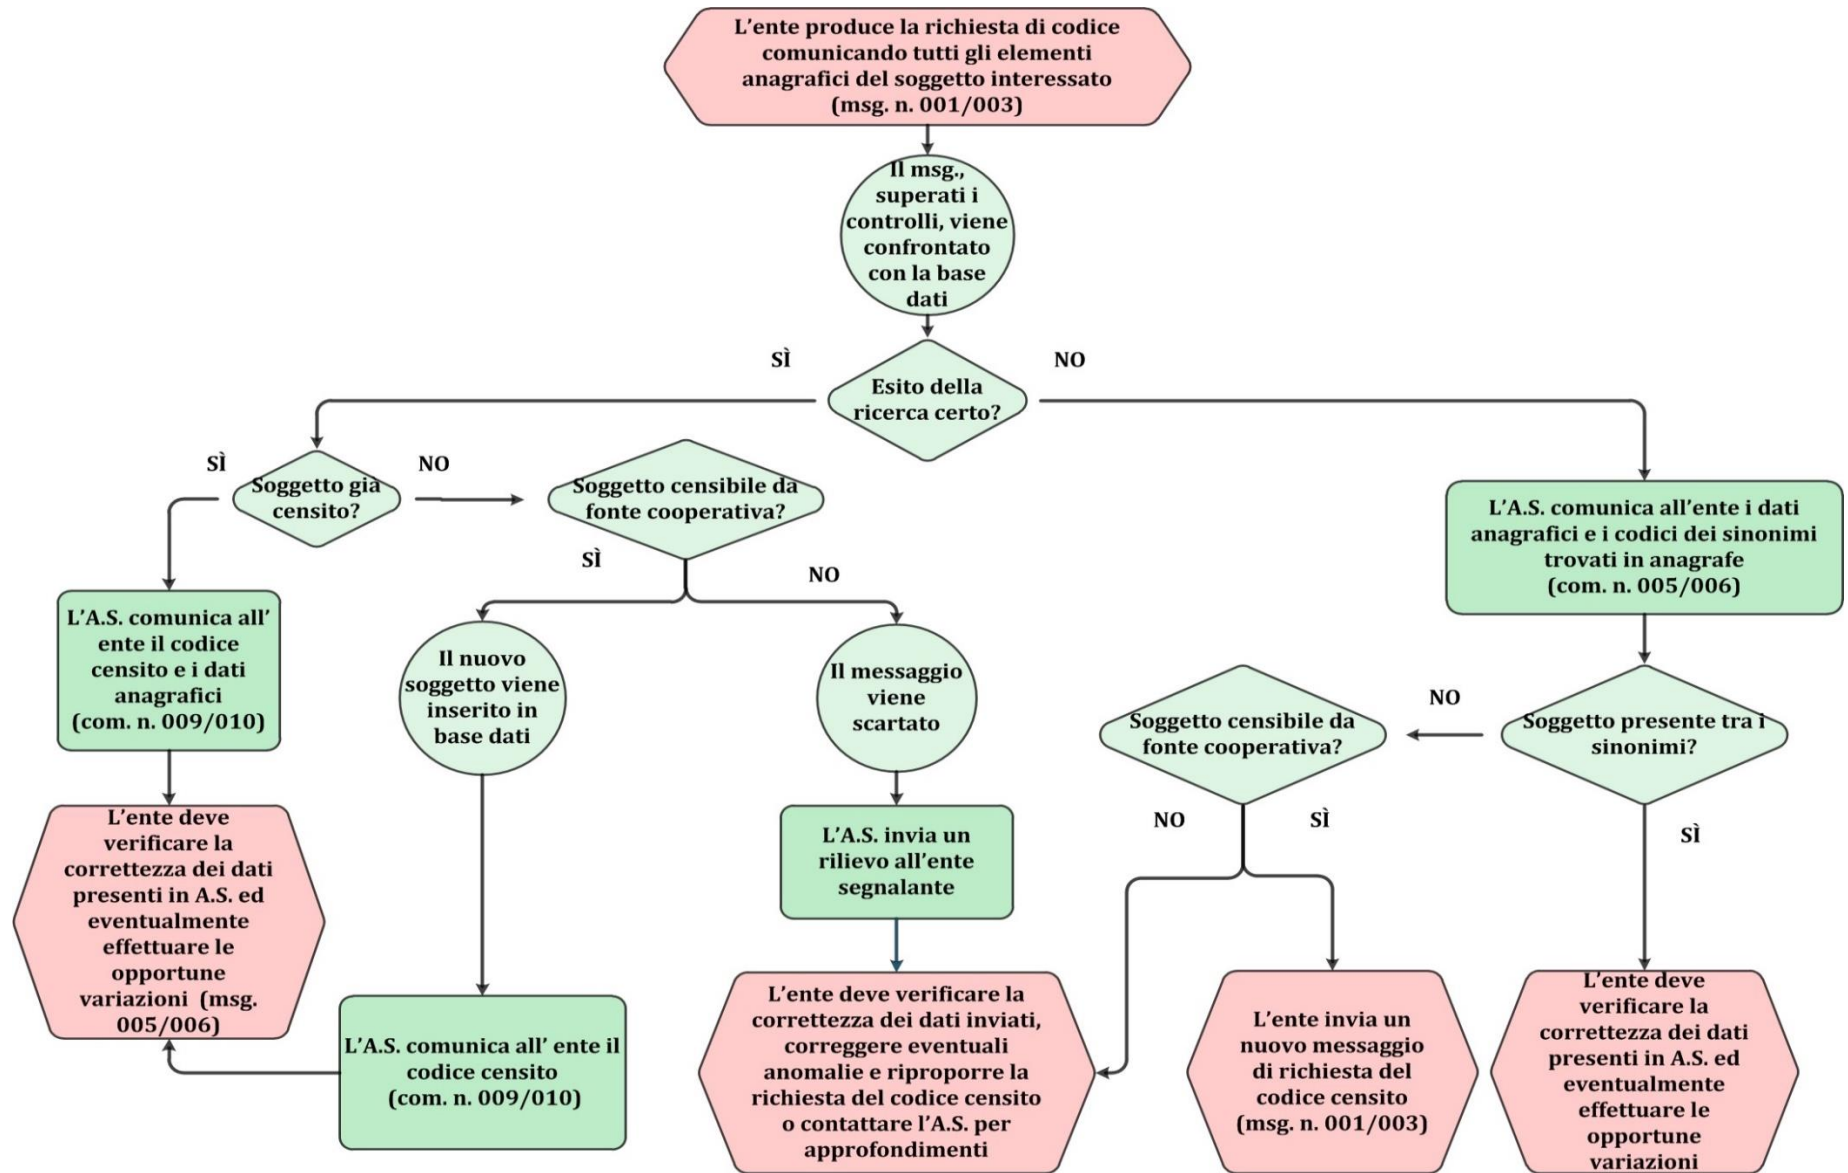 L'ente produce la richiesta di codice
comunicando tutti gli elementi
anagrafici del soggetto interessato
(msg. n. 001/003)
Il msg.,
superati i
controlli, viene
confrontato
con la base
dati
SÌ
NO
Esito della
ricerca certo?
SÌ
NO
Soggetto già
censito?
Soggetto censibile da
fonte cooperativa?
L'A.S. comunica all'ente i dati
anagrafici e i codici dei sinonimi
trovati in anagrafe
(com. n. 005/006)
SÌ
NO
L'A.S. comunica all'
ente il codice
censito e i dati
anagrafici
(com. n. 009/010)
Il nuovo
soggetto viene
inserito in
base dati
Il messaggio
viene
scartato
Soggetto censibile da
fonte cooperativa?
NO
Soggetto presente tra i
sinonimi?
NO
SÌ
SÌ
L'ente deve
verificare la
correttezza dei dati
presenti in A.S. ed
eventualmente
effettuare le
opportune
variazioni (msg.
005/006)
L'A.S. invia un
rilievo all'ente
segnalante
L'A.S. comunica all' ente il
codice censito
(com. n. 009/010)
L'ente deve verificare la
correttezza dei dati inviati,
correggere eventuali
anomalie e riproporre la
richiesta del codice censito
o contattare l'A.S. per
approfondimenti
L'ente invia un
nuovo messaggio
di richiesta del
codice censito
(msg. n. 001/003)
L'ente deve
verificare la
correttezza dei dati
presenti in A.S. ed
eventualmente
effettuare le
opportune
variazioni